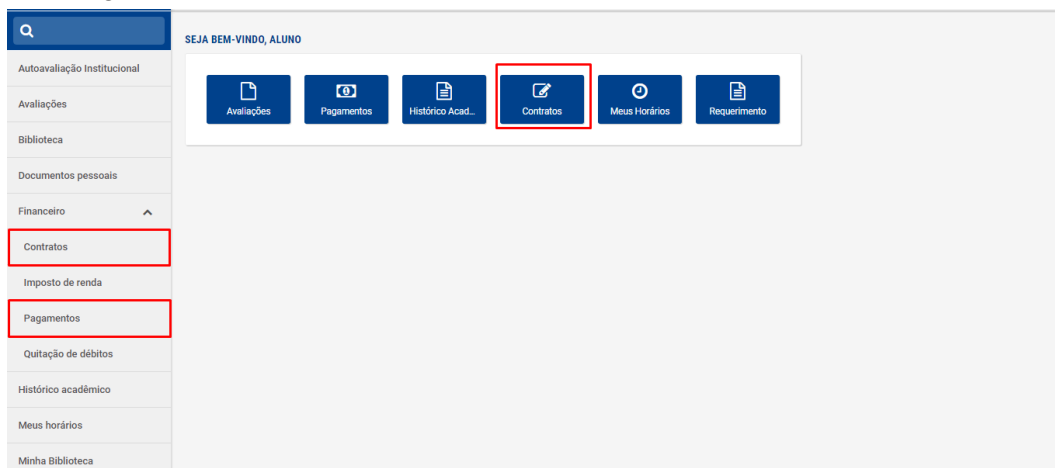 SEJA BEM-VINDO, ALUNO
Autoavaliação Institucional
Avaliações
Biblioteca
Documentos pessoais
Financeiro
Contratos
Imposto de renda
Pagamentos
Quitação de débitos
Histórico acadêmico
Meus horários
Minha Biblioteca
Avaliações
Pagamentos
Histórico Acad...
Contratos
Meus Horários
Requerimento